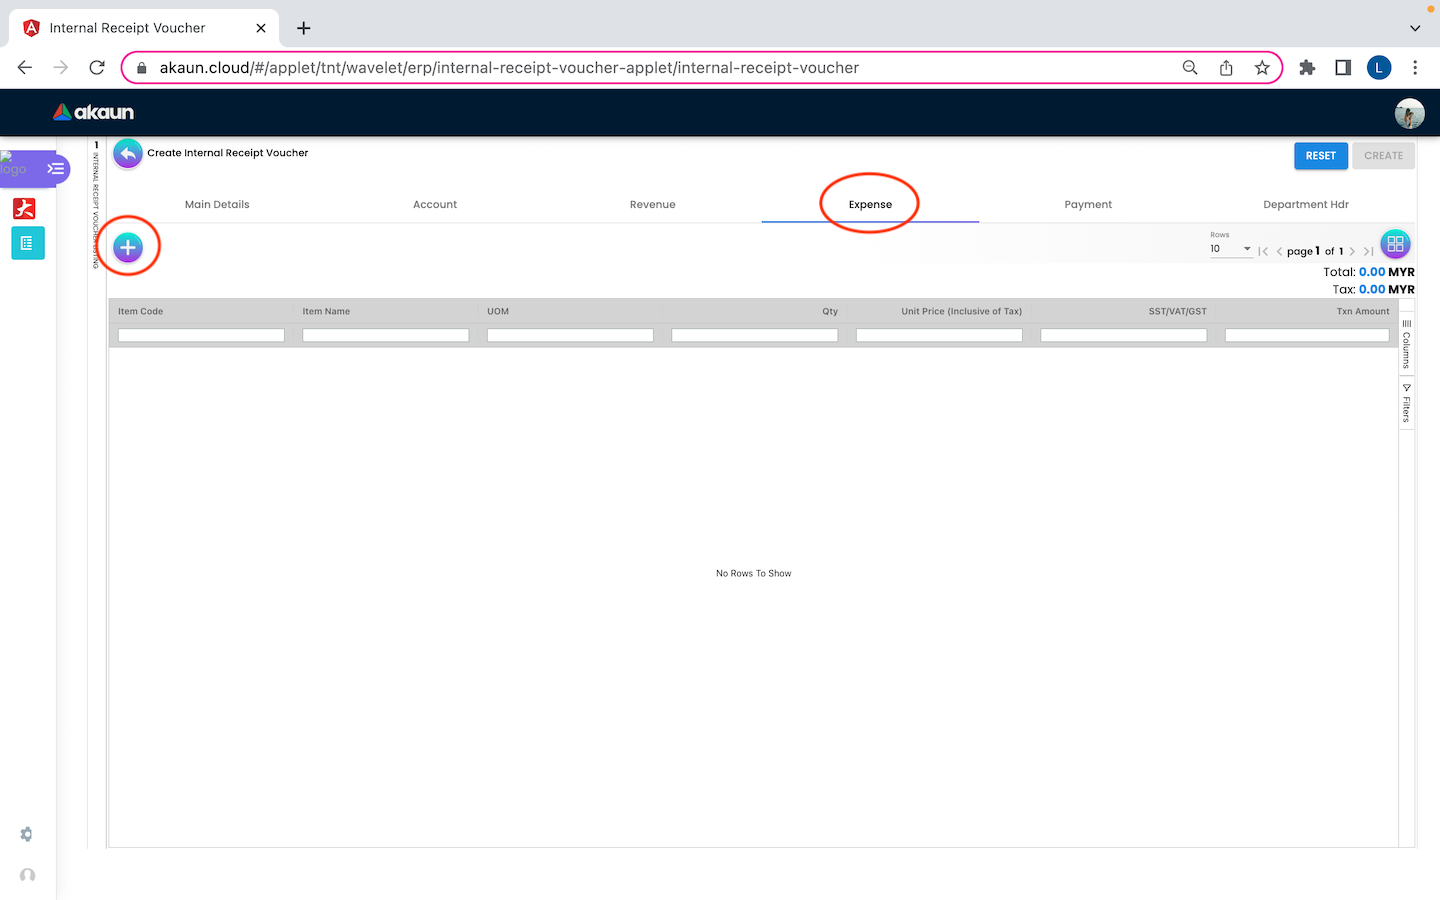 Internal Receipt Voucher
akaun.cloud/#/applet/tnt/wavelet/erp/internal-receipt-voucher-applet/internal-receipt-voucher
L
akaun
logo
1
INTERNAL RECEIPT VOUCHER LISTING
Create Internal Receipt Voucher
RESET
CREATE
Main Details
Account
Revenue
Expense
Payment
Department Hdr
Rows
10
page 1 of 1
Total: 0.00 MYR
Tax: 0.00 MYR
Item Code
Item Name
UOM
Qty
Unit Price (Inclusive of Tax)
SST/VAT/GST
Txn Amount
Columns
Filters
No Rows To Show